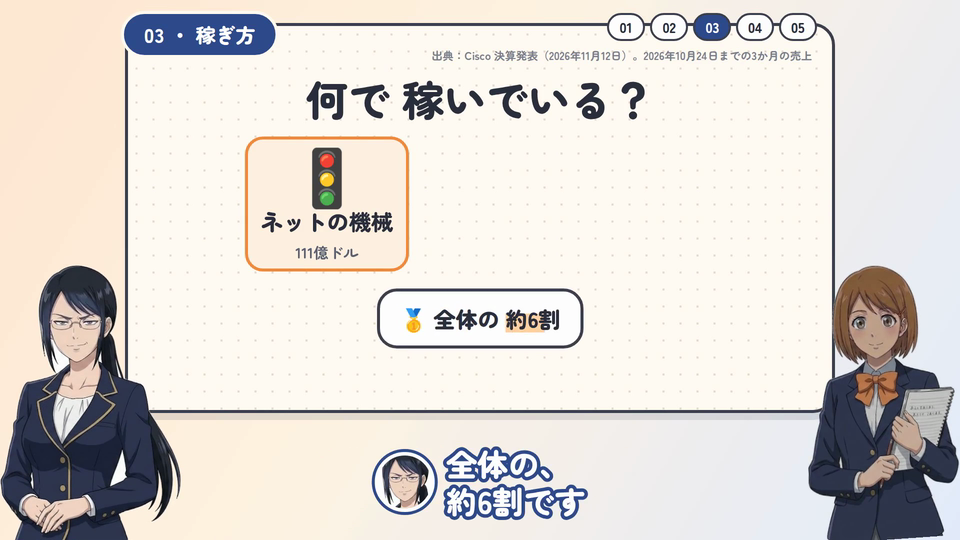 03 ・ 稼ぎ方
01 02 03 04 05
出典：Cisco 決算発表（2026年11月12日）。2026年10月24日までの3か月の売上
何で 稼いでいる？
ネットの機械
111億ドル
全体の 約6割
全体の、
約6割です